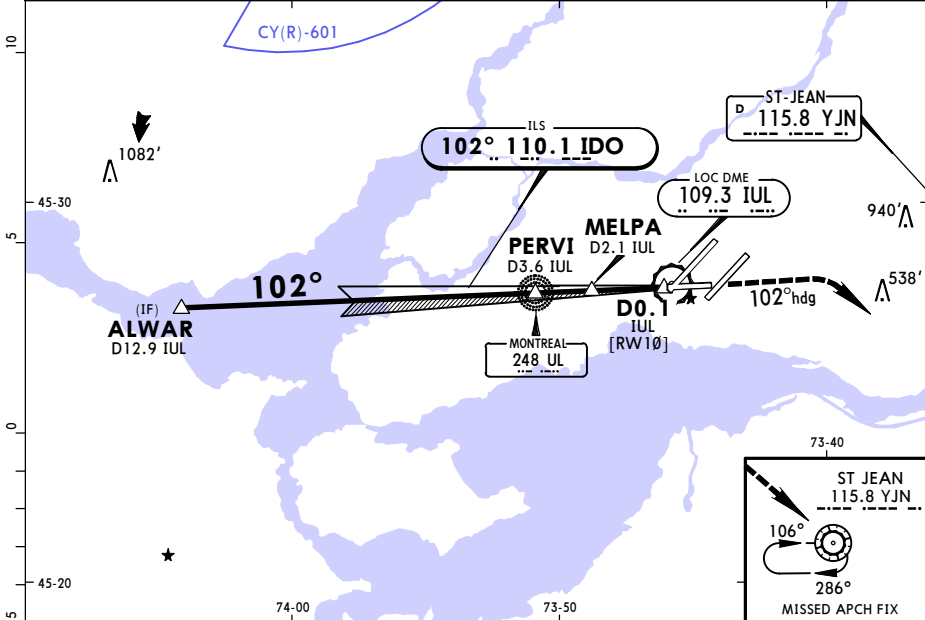 CY(R)-601
10
ST-JEAN
D 115.8 YJN
ILS
102° 110.1 IDO
1082'
LOC DME
109.3 IUL
45-30
940'
5
MELPA
D2.1 IUL
PERVI
D3.6 IUL
102°
538'
102° hdg
(IF)
ALWAR
D12.9 IUL
D0.1
IUL
[RW1Ø]
MONTREAL
248 UL
0
73-40
ST JEAN
115.8 YJN
106°
286°
MISSED APCH FIX
45-20
74-00
73-50
5